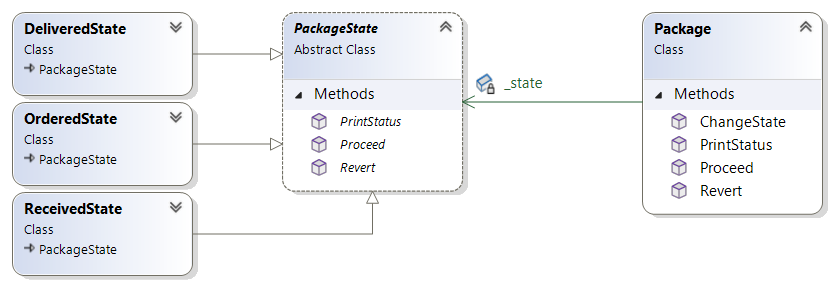 DeliveredState
Class
PackageState
OrderedState
Class
PackageState
ReceivedState
Class
PackageState
PackageState
Abstract Class
Methods
PrintStatus
Proceed
Revert
_state
Package
Class
Methods
ChangeState
PrintStatus
Proceed
Revert